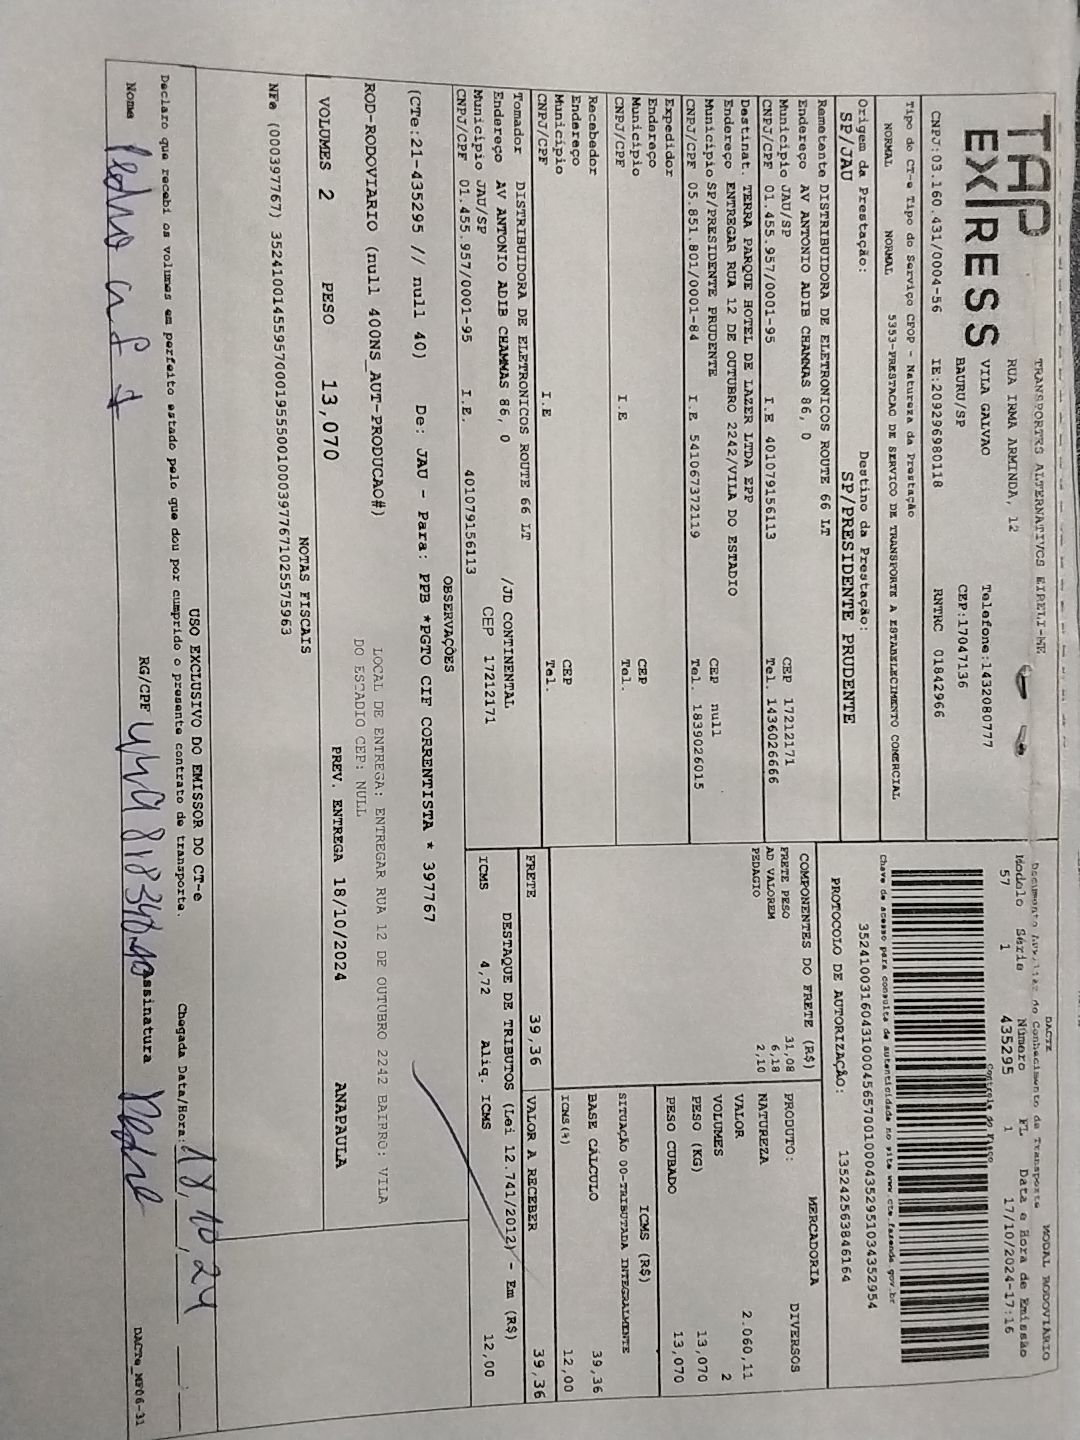 TAP
EXPRESS
TRANSPORTES ALTERNATIVOS EIRELI-ME
RUA IRMA ARMINDA, 12
VILA GALVAO Telefone:1432080777
BAURU/SP CEP:17047136
CNPJ:03.160.431/0004-56 IE:209296980118 RNTRC 01842966
Tipo do CT-e Tipo do Serviço CFOP - Natureza da Prestação
NORMAL NORMAL 5353-PRESTACAO DE SERVICO DE TRANSPORTE A ESTABELECIMENTO COMERCIAL
Origem da Prestação: Destino da Prestação:
SP/JAU SP/PRESIDENTE PRUDENTE
Remetente DISTRIBUIDORA DE ELETRONICOS ROUTE 66 LT
Endereço AV ANTONIO ADIB CHAMMAS 86, 0
Município JAU/SP CEP 17212171
CNPJ/CPF 01.455.957/0001-95 I.E 401079156113 Tel. 1436026666
Destinat. TERRA PARQUE HOTEL DE LAZER LTDA EPP
Endereço ENTREGAR RUA 12 DE OUTUBRO 2242/VILA DO ESTADIO
Município SP/PRESIDENTE PRUDENTE CEP null
CNPJ/CPF 05.851.801/0001-84 I.E 541067372119 Tel. 1839026015
Expedidor
Endereço
Município CEP
CNPJ/CPF I.E Tel.
Recebedor
Endereço
Município CEP
CNPJ/CPF I.E Tel.
Tomador DISTRIBUIDORA DE ELETRONICOS ROUTE 66 LT
Endereço AV ANTONIO ADIB CHAMMAS 86, 0 /JD CONTINENTAL
Município JAU/SP CEP 17212171
CNPJ/CPF 01.455.957/0001-95 I.E. 401079156113
DACTE MODAL RODOVIÁRIO
Documento Auxiliar do Conhecimento de Transporte
Modelo Série Número FL Data e Hora de Emissão
57 1 435295 1 17/10/2024-17:16
Controle do Fisco
Chave de acesso para consulta de autenticidade no site www.cte.fazenda.gov.br
35241003160431000456570010004352951034352954
PROTOCOLO DE AUTORIZAÇÃO: 135242563846164
COMPONENTES DO FRETE (R$)
FRETE PESO 31,08
AD VALOREM 6,18
PEDAGIO 2,10
MERCADORIA
PRODUTO: DIVERSOS
NATUREZA
VALOR 2.060,11
VOLUMES 2
PESO (KG) 13,070
PESO CUBADO 13,070
ICMS (R$)
SITUAÇÃO 00-TRIBUTADA INTEGRALMENTE
BASE CÁLCULO 39,36
ICMS(%) 12,00
FRETE 39,36 VALOR A RECEBER 39,36
DESTAQUE DE TRIBUTOS (Lei 12.741/2012) - Em (R$)
ICMS 4,72 Aliq. ICMS 12,00
OBSERVAÇÕES
(CTe:21-435295 // null 40) De: JAU - Para: PPB *PGTO CIF CORRENTISTA * 397767
LOCAL DE ENTREGA: ENTREGAR RUA 12 DE OUTUBRO 2242 BAIRRO: VILA
DO ESTADIO CEP: NULL
ROD-RODOVIARIO (null 400NS_AUT-PRODUCAO#)
VOLUMES 2 PESO 13,070 PREV. ENTREGA 18/10/2024 ANAPAULA
NOTAS FISCAIS
NFe (000397767) 35241001455957000195550010003977671025575963
USO EXCLUSIVO DO EMISSOR DO CT-e
Declaro que recebi os volumes em perfeito estado pelo que dou por cumprido o presente contrato de transporte. Chegada Data/Hora: 18, 10, 24
Nome Pedro RG/CPF Assinatura Pedro
DACTe_NF06-31